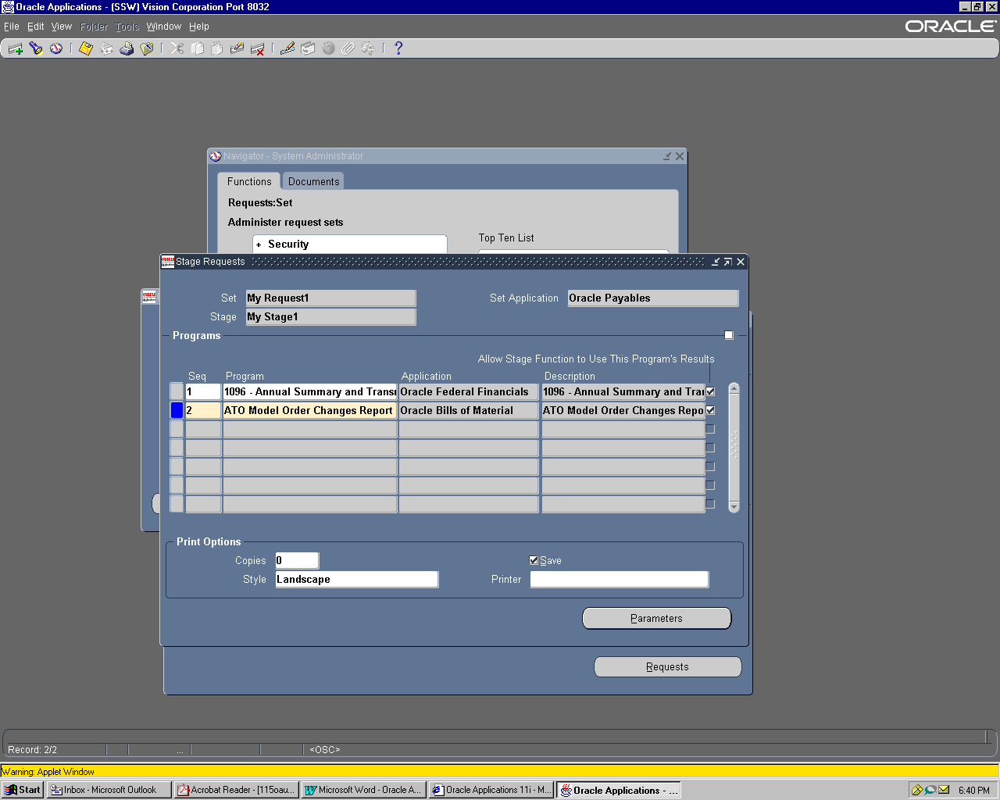 Oracle Applications - (SSW) Vision Corporation Port 8032
File Edit View Folder Tools Window Help
ORACLE
Navigator - System Administrator
Functions Documents
Requests:Set
Administer request sets
Top Ten List
+ Security
Stage Requests
Set My Request1 Set Application Oracle Payables
Stage My Stage1
Programs
Allow Stage Function to Use This Program's Results
Seq Program Application Description
1 1096 - Annual Summary and Transi Oracle Federal Financials 1096 - Annual Summary and Trai
2 ATO Model Order Changes Report Oracle Bills of Material ATO Model Order Changes Repo
Print Options
Copies 0 Save
Style Landscape Printer
Parameters
Requests
Record: 2/2 ... <OSC>
Warning: Applet Window
Start Inbox - Microsoft Outlook Acrobat Reader - [115oau... Microsoft Word - Oracle A... Oracle Applications 11i - M... Oracle Applications - ... 6:40 PM